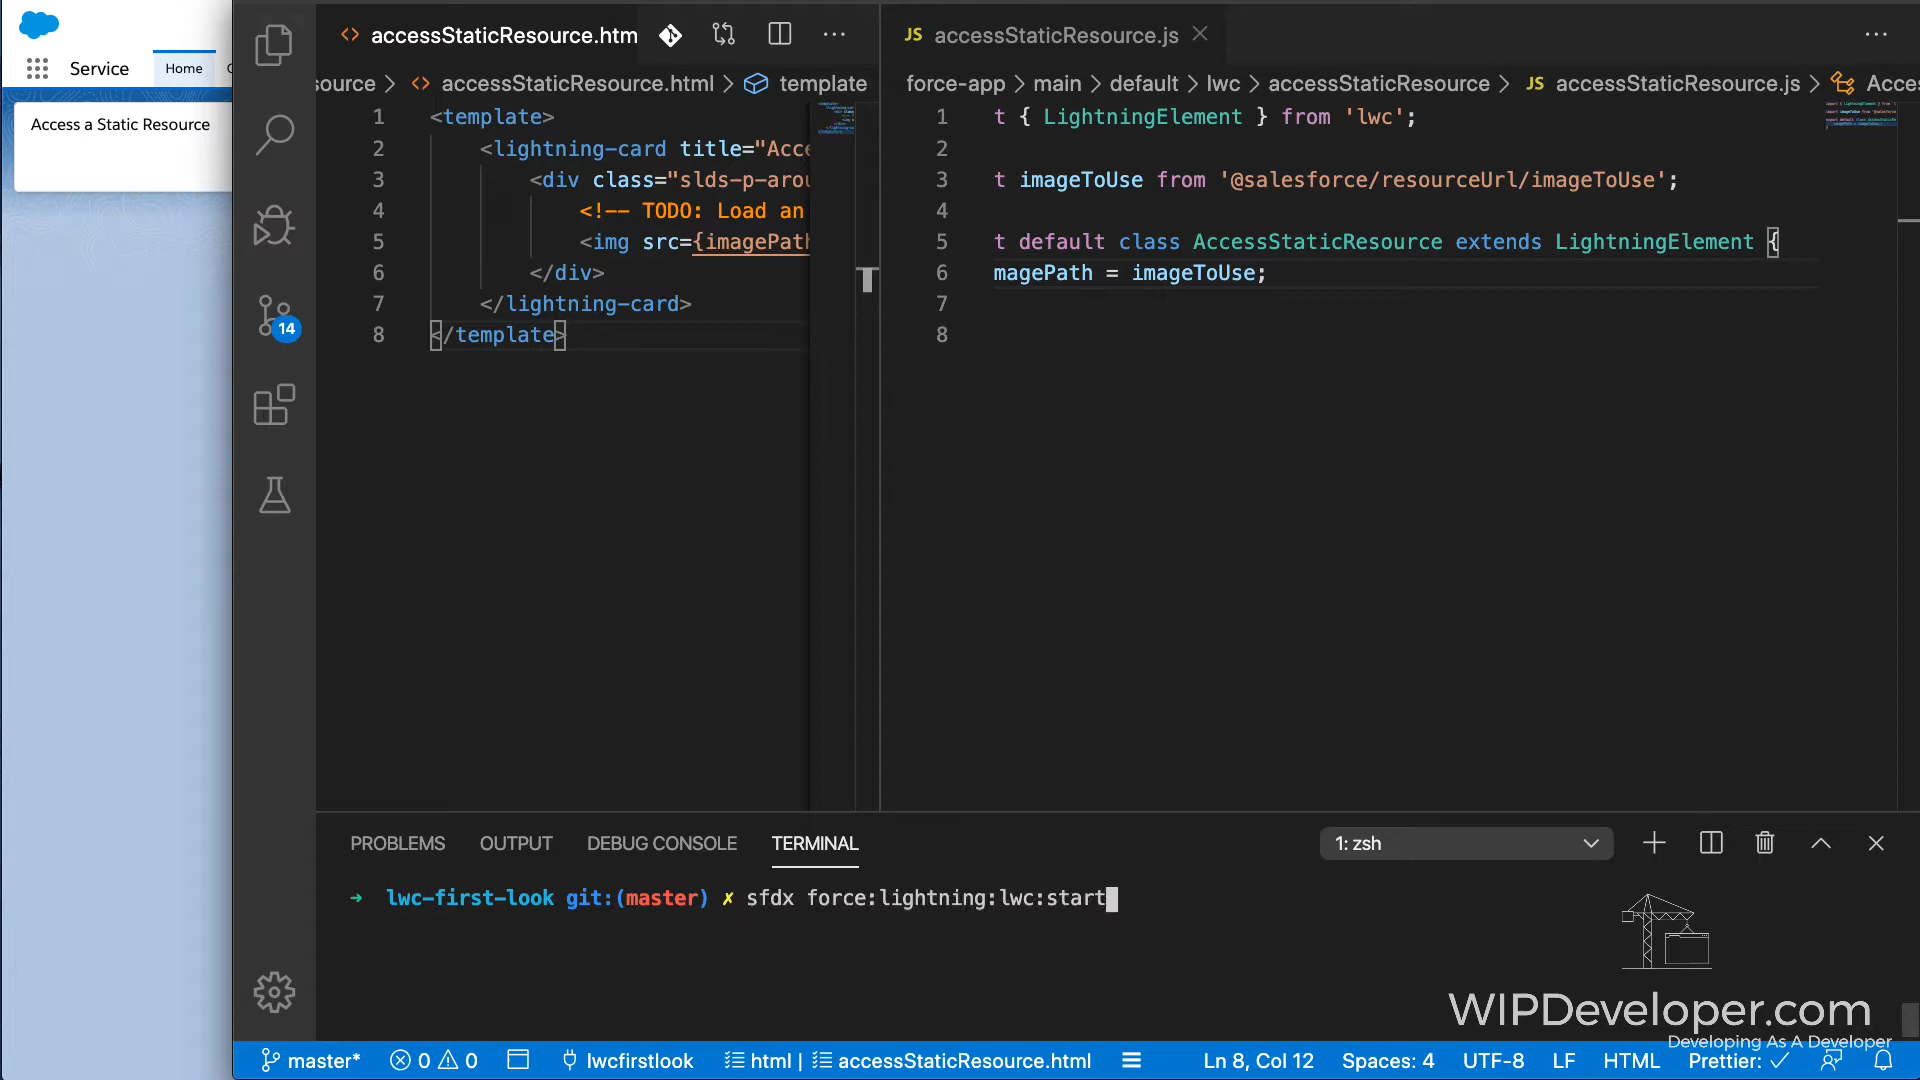 Service
Home
Access a Static Resource
14
accessStaticResource.htm
JS accessStaticResource.js
source > accessStaticResource.html > template
force-app > main > default > lwc > accessStaticResource > JS accessStaticResource.js > Acces
1 <template>
2 <lightning-card title="Acce
3 <div class="slds-p-arou
4 <!-- TODO: Load an
5 <img src={imagePath
6 </div>
7 </lightning-card>
8 </template>
1 t { LightningElement } from 'lwc';
2
3 t imageToUse from '@salesforce/resourceUrl/imageToUse';
4
5 t default class AccessStaticResource extends LightningElement {
6 magePath = imageToUse;
7
8
PROBLEMS OUTPUT DEBUG CONSOLE TERMINAL
1: zsh
➜ lwc-first-look git:(master) ✗ sfdx force:lightning:lwc:start
WIPDeveloper.com
Developing As A Developer
master* 0 0 lwcfirstlook html | accessStaticResource.html Ln 8, Col 12 Spaces: 4 UTF-8 LF HTML Prettier: ✓